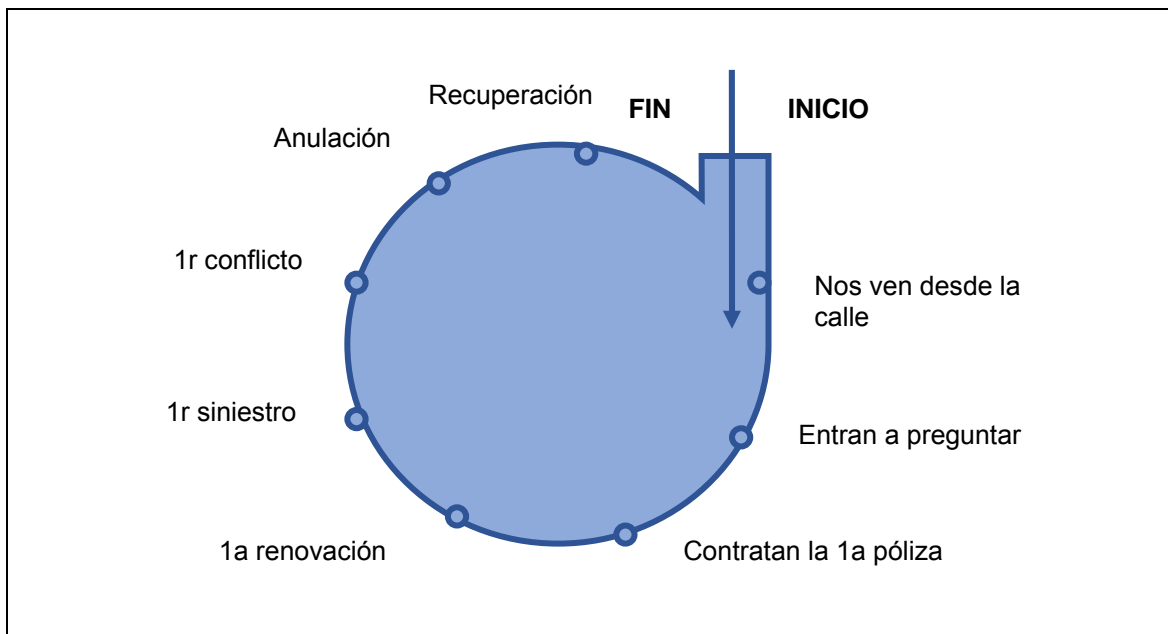 Recuperación
FIN
INICIO
Anulación
1r conflicto
Nos ven desde la
calle
1r siniestro
Entran a preguntar
1a renovación
Contratan la 1a póliza